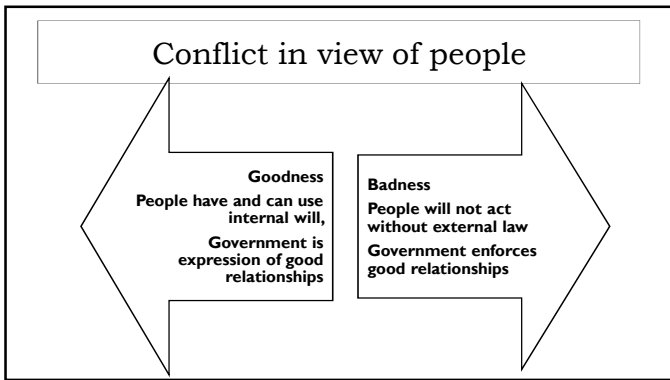 Conflict in view of people
Goodness
People have and can use
internal will,
Government is
expression of good
relationships
Badness
People will not act
without external law
Government enforces
good relationships